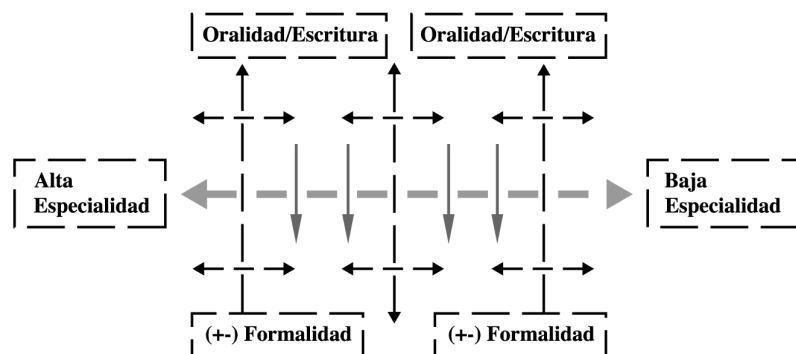 Oralidad/Escritura
Oralidad/Escritura
Alta
Especialidad
Baja
Especialidad
(+-) Formalidad
(+-) Formalidad